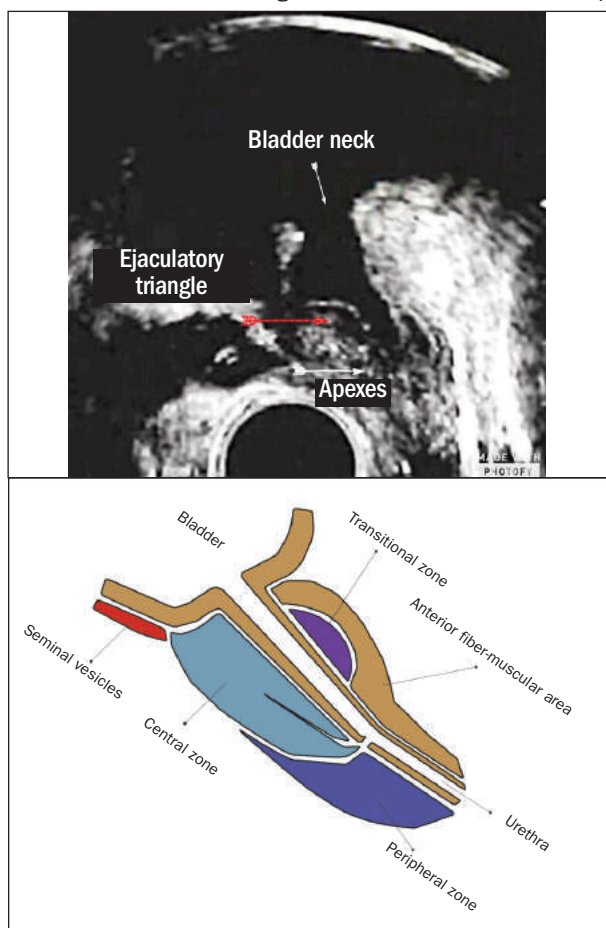 Bladder neck
Ejaculatory
triangle
Apexes
MADE WITH
PHOTOFY
Bladder
Transitional zone
Anterior fiber-muscular area
Seminal vesicles
Central zone
Urethra
Peripheral zone